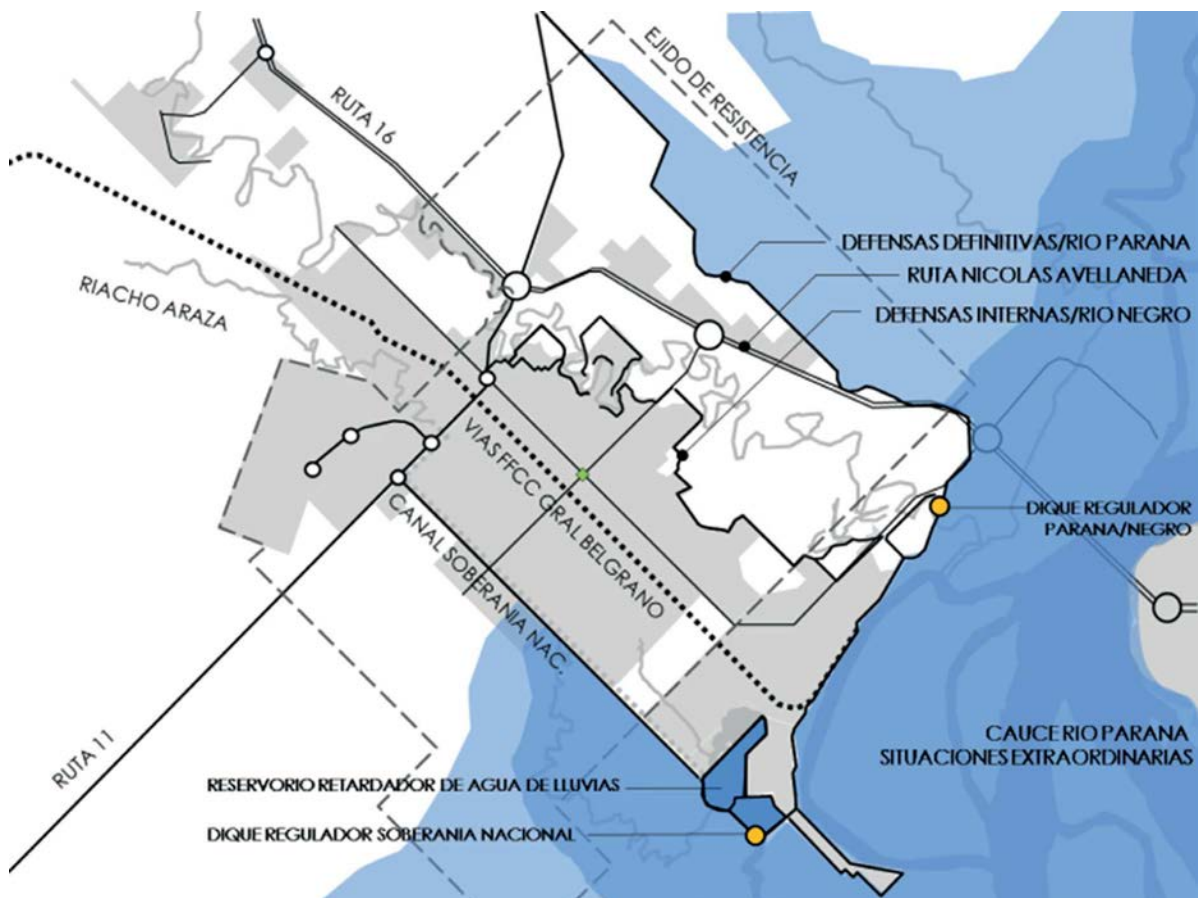 EJIDO DE RESISTENCIA
RUTA 16
DEFENSAS DEFINITIVAS/RIO PARANA
RUTA NICOLAS AVELLANEDA
RIACHO ARAZA
DEFENSAS INTERNAS/RIO NEGRO
VIAS FFCC GRAL BELGRANO
CANAL SOBERANIA NAC.
DIQUE REGULADOR
PARANA/NEGRO
RUTA 11
CAUCE RIO PARANA
SITUACIONES EXTRAORDINARIAS
RESERVORIO RETARDADOR DE AGUA DE LLUVIAS
DIQUE REGULADOR SOBERANIA NACIONAL